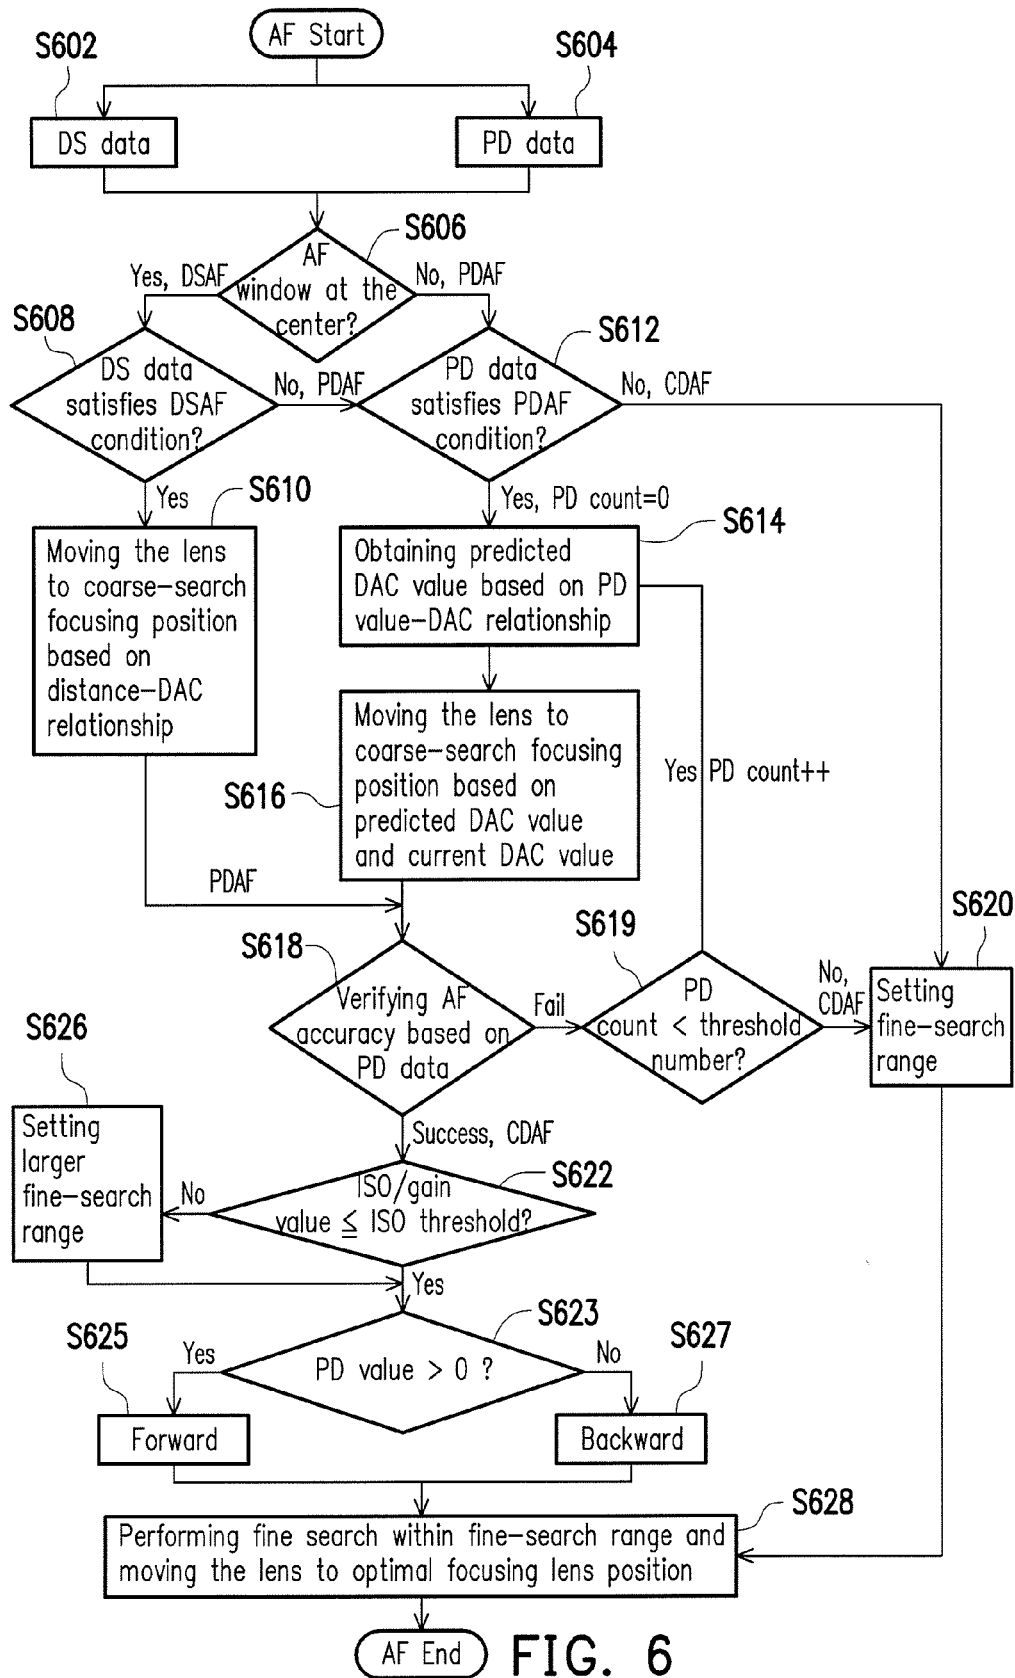 AF Start
S602
S604
DS data
PD data
S606
AF
window at the
center?
Yes, DSAF
No, PDAF
S608
S612
DS data
satisfies DSAF
condition?
No, PDAF
PD data
satisfies PDAF
condition?
No, CDAF
Yes
S610
Yes, PD count=0
S614
Moving the lens
to coarse-search
focusing position
based on
distance-DAC
relationship
Obtaining predicted
DAC value based on PD
value-DAC relationship
Moving the lens to
coarse-search focusing
position based on
predicted DAC value
and current DAC value
S616
Yes PD count++
PDAF
S618
S619
S620
Verifying AF
accuracy based on
PD data
Fail
PD
count < threshold
number?
No,
CDAF
Setting
fine-search
range
S626
Setting
larger
fine-search
range
Success, CDAF
S622
No
ISO/gain
value ≤ ISO threshold?
Yes
S623
S625
S627
Yes
PD value > 0 ?
No
Forward
Backward
S628
Performing fine search within fine-search range and
moving the lens to optimal focusing lens position
AF End
FIG. 6